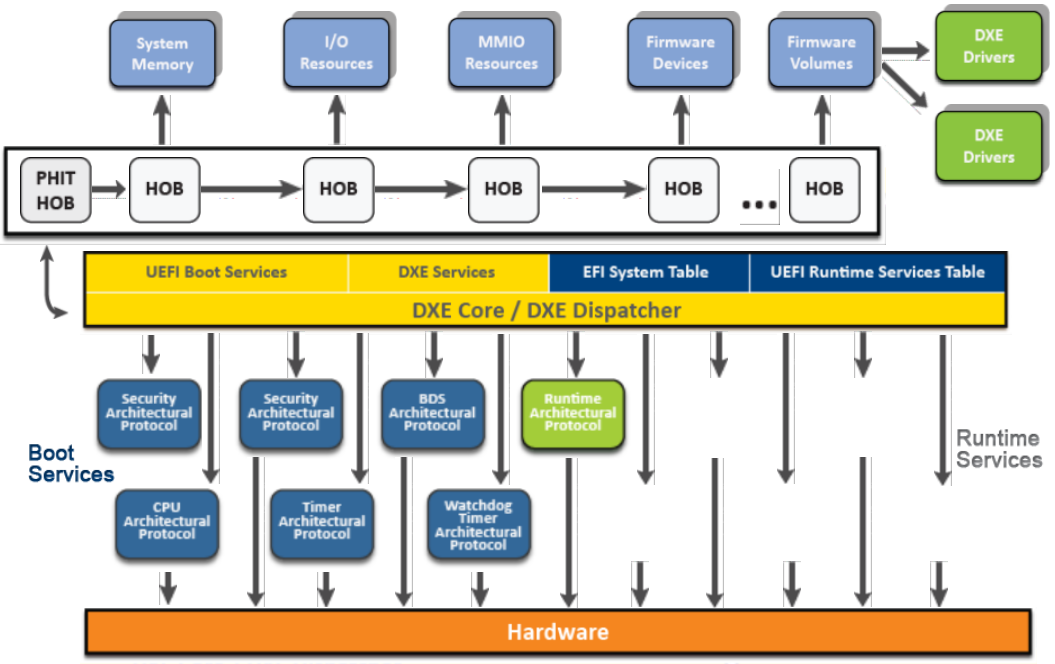 System
Memory
I/O
Resources
MMIO
Resources
Firmware
Devices
Firmware
Volumes
DXE
Drivers
DXE
Drivers
PHIT
HOB
HOB
HOB
HOB
HOB
...
HOB
UEFI Boot Services
DXE Services
EFI System Table
UEFI Runtime Services Table
DXE Core / DXE Dispatcher
Security
Architectural
Protocol
Security
Architectural
Protocol
BDS
Architectural
Protocol
Runtime
Architectural
Protocol
Boot
Services
Runtime
Services
CPU
Architectural
Protocol
Timer
Architectural
Protocol
Watchdog
Timer
Architectural
Protocol
Hardware